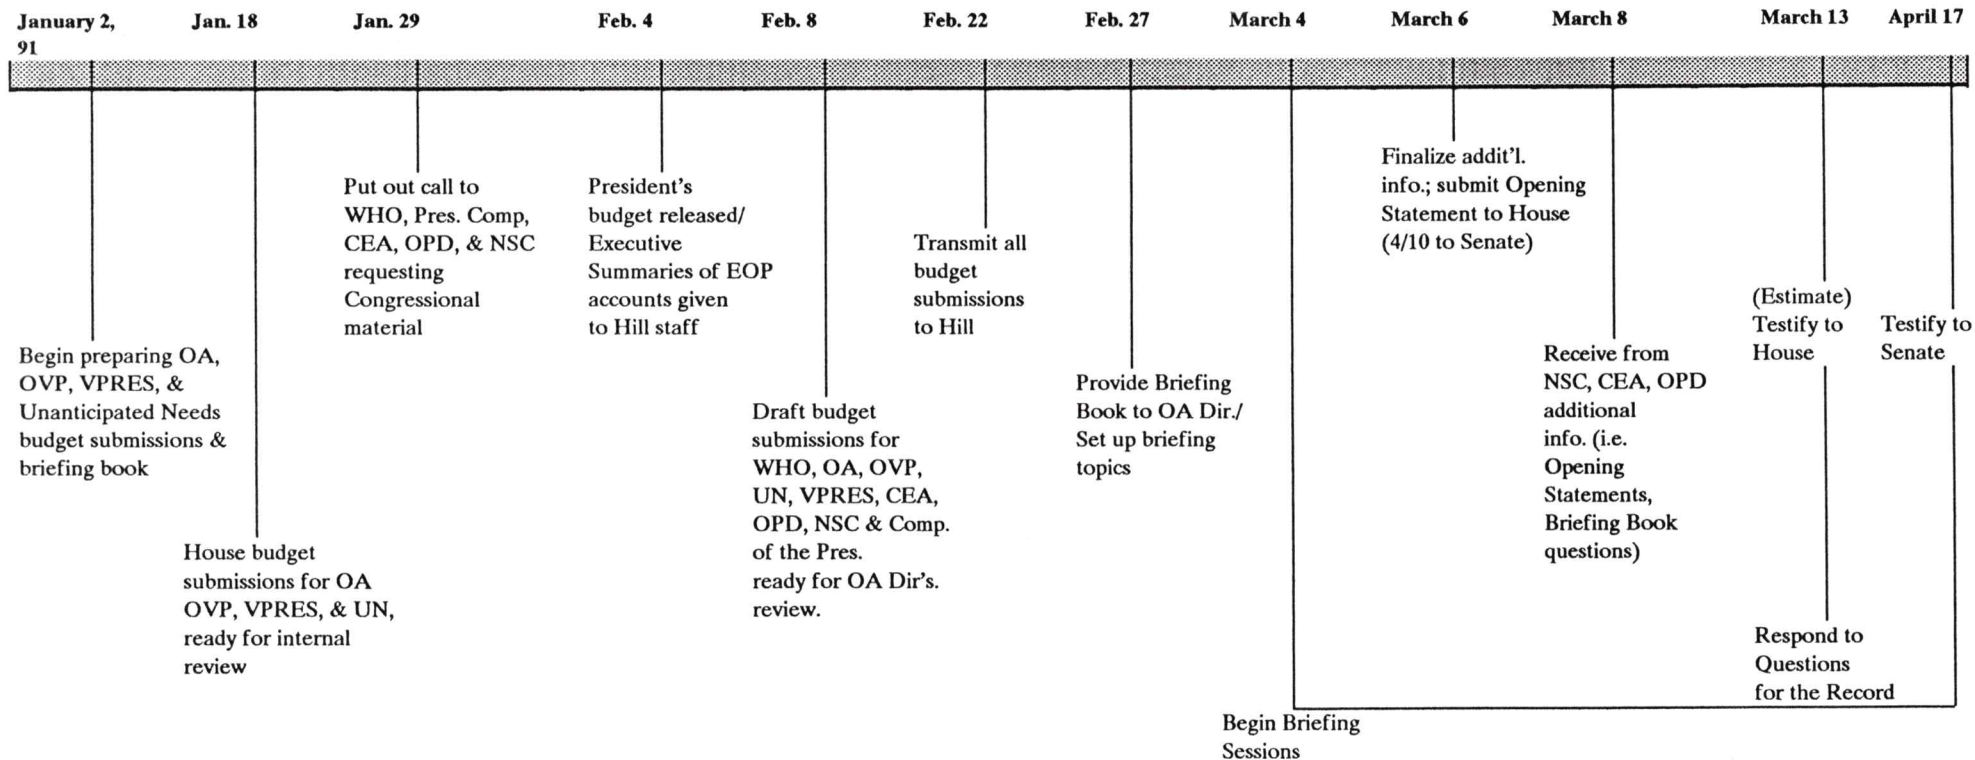 January 2,
91
Jan. 18
Jan. 29
Feb. 4
Feb. 8
Feb. 22
Feb. 27
March 4
March 6
March 8
March 13
April 17
Begin preparing OA,
OVP, VPRES, &
Unanticipated Needs
budget submissions &
briefing book
House budget
submissions for OA
OVP, VPRES, & UN,
ready for internal
review
Put out call to
WHO, Pres. Comp,
CEA, OPD, & NSC
requesting
Congressional
material
President's
budget released/
Executive
Summaries of EOP
accounts given
to Hill staff
Draft budget
submissions for
WHO, OA, OVP,
UN, VPRES, CEA,
OPD, NSC & Comp.
of the Pres.
ready for OA Dir's.
review.
Transmit all
budget
submissions
to Hill
Provide Briefing
Book to OA Dir./
Set up briefing
topics
Begin Briefing
Sessions
Finalize addit'l.
info.; submit Opening
Statement to House
(4/10 to Senate)
Receive from
NSC, CEA, OPD
additional
info. (i.e.
Opening
Statements,
Briefing Book
questions)
(Estimate)
Testify to
House
Respond to
Questions
for the Record
Testify to
Senate